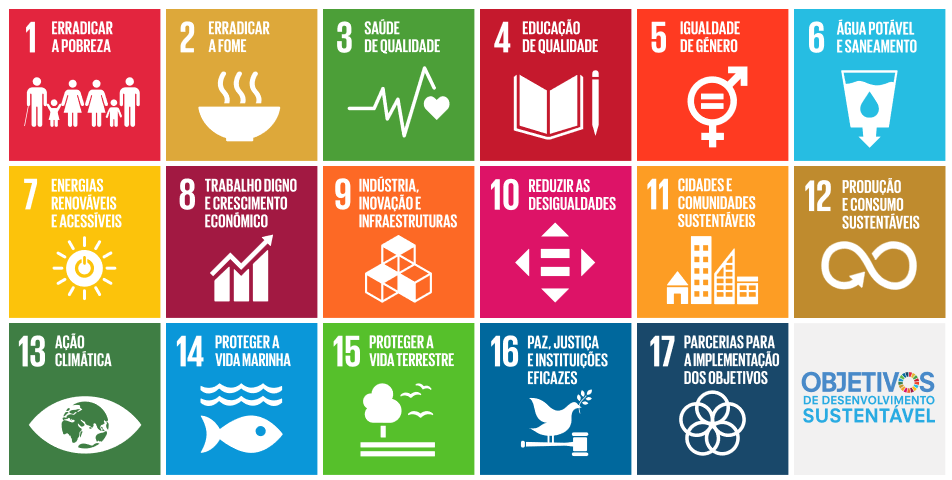 1 ERRADICAR
A POBREZA
2 ERRADICAR
A FOME
3 SAÚDE
DE QUALIDADE
4 EDUCAÇÃO
DE QUALIDADE
5 IGUALDADE
DE GÉNERO
6 ÁGUA POTÁVEL
E SANEAMENTO
7 ENERGIAS
RENOVÁVEIS
E ACESSÍVEIS
8 TRABALHO DIGNO
E CRESCIMENTO
ECONÓMICO
9 INDÚSTRIA,
INOVAÇÃO E
INFRAESTRUTURAS
10 REDUZIR AS
DESIGUALDADES
11 CIDADES E
COMUNIDADES
SUSTENTÁVEIS
12 PRODUÇÃO
E CONSUMO
SUSTENTÁVEIS
13 AÇÃO
CLIMÁTICA
14 PROTEGER A
VIDA MARINHA
15 PROTEGER A
VIDA TERRESTRE
16 PAZ, JUSTIÇA
E INSTITUIÇÕES
EFICAZES
17 PARCERIAS PARA
A IMPLEMENTAÇÃO
DOS OBJETIVOS
OBJETIVOS
DE DESENVOLVIMENTO
SUSTENTÁVEL